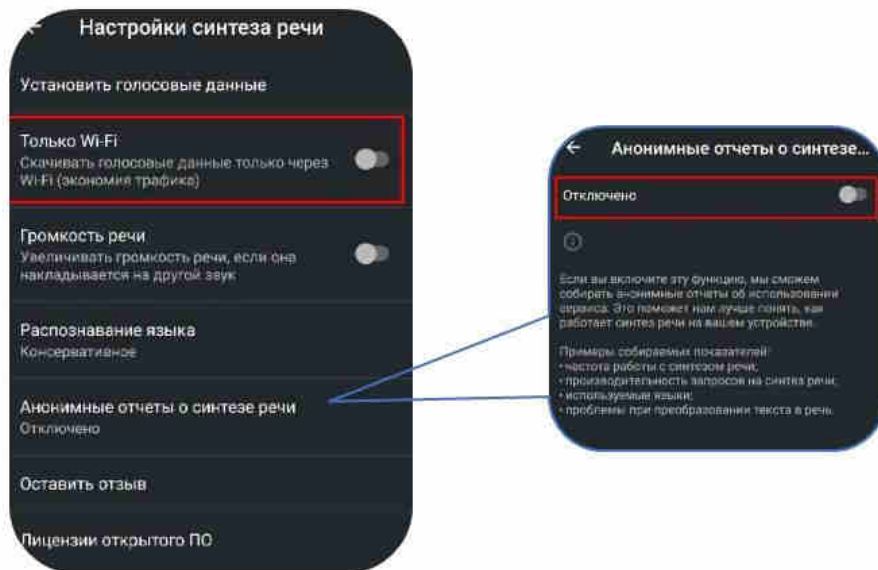 Настройки синтеза речи
Установить голосовые данные
Только Wi-Fi
Скачивать голосовые данные только через
Wi-Fi (экономия трафика)
Громкость речи
Увеличивать громкость речи, если она
накладывается на другой звук
Распознавание языка
Консервативное
Анонимные отчеты о синтезе речи
Отключено
Оставить отзыв
Лицензии открытого ПО
Анонимные отчеты о синтезе...
Отключено
Если вы включите эту функцию, мы сможем
собирать анонимные отчеты об использовании
сервиса. Это поможет нам лучше понять, как
работает синтез речи на вашем устройстве.
Примеры собираемых показателей:
• частота работы с синтезом речи;
• производительность запросов на синтез речи;
• используемые языки;
• проблемы при преобразовании текста в речь.